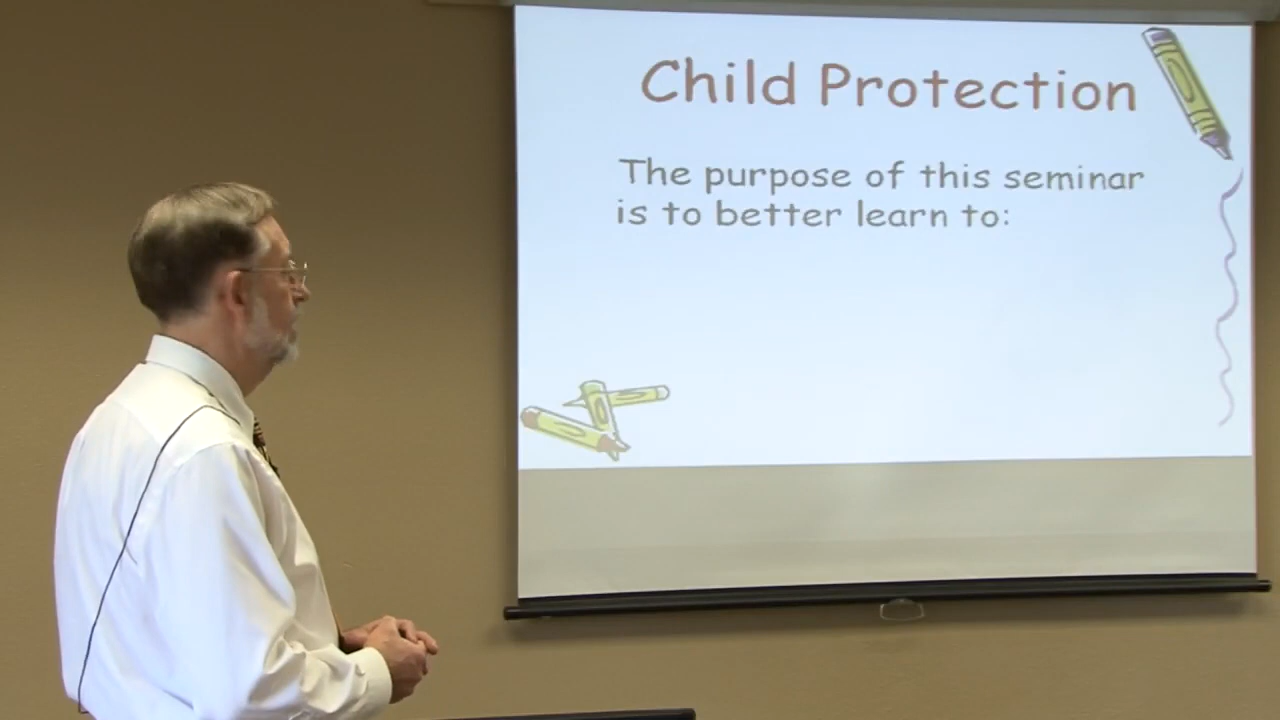 Child Protection
The purpose of this seminar
is to better learn to: